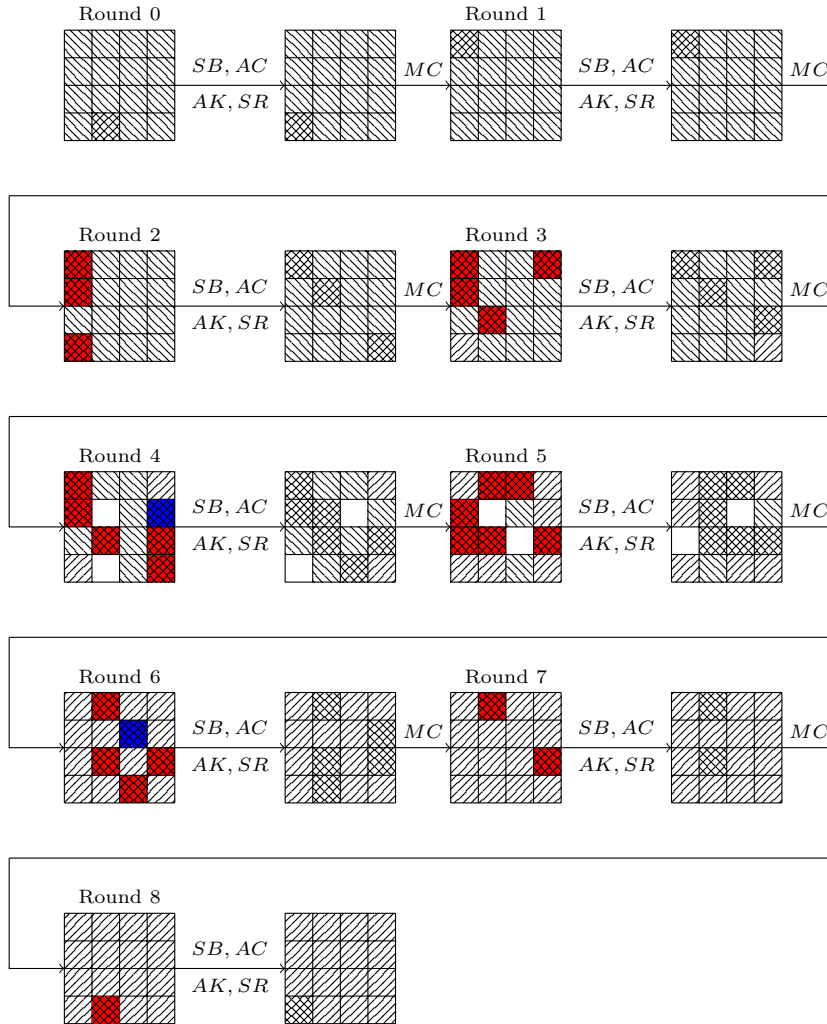 Round 0
Round 1
SB, AC
MC
SB, AC
MC
AK, SR
AK, SR
Round 2
Round 3
SB, AC
MC
SB, AC
MC
AK, SR
AK, SR
Round 4
Round 5
SB, AC
MC
SB, AC
MC
AK, SR
AK, SR
Round 6
Round 7
SB, AC
MC
SB, AC
MC
AK, SR
AK, SR
Round 8
SB, AC
AK, SR